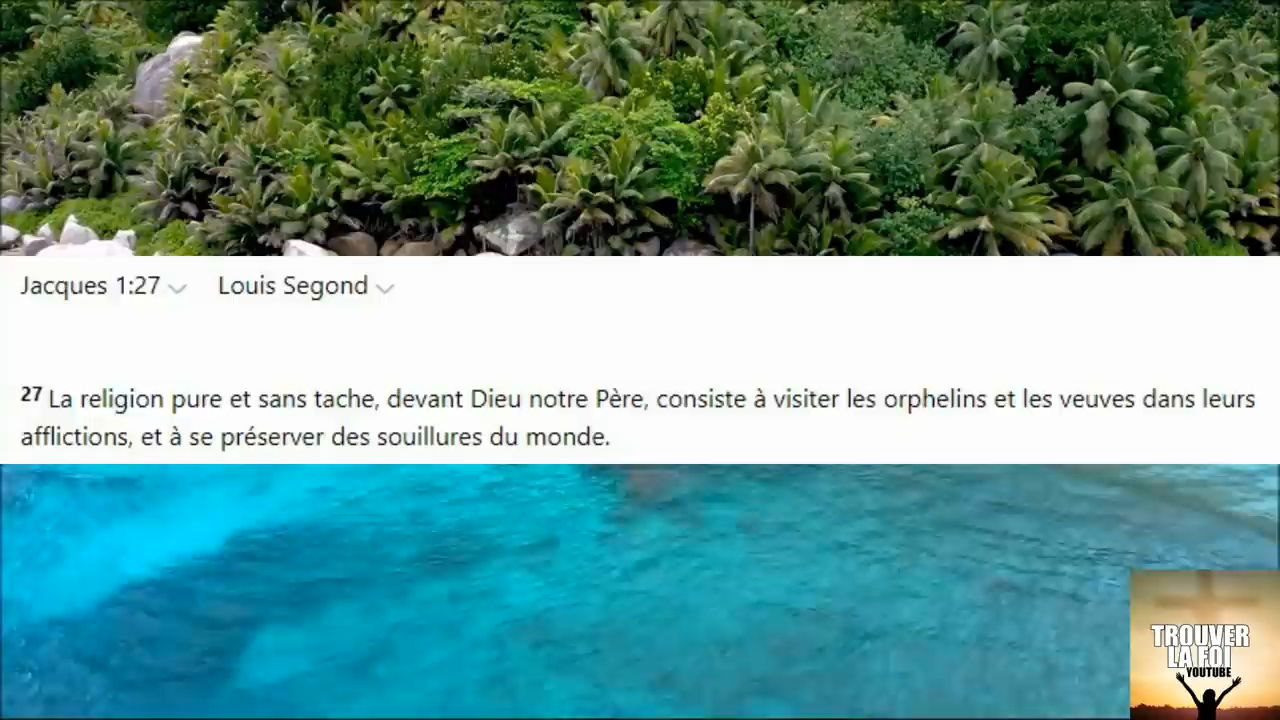 Jacques 1:27 Louis Segond
27 La religion pure et sans tache, devant Dieu notre Père, consiste à visiter les orphelins et les veuves dans leurs
afflictions, et à se préserver des souillures du monde.
TROUVER
LA FOI
YOUTUBE